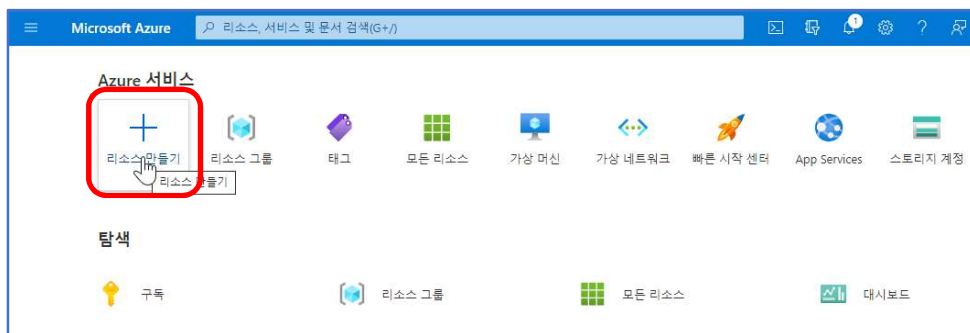 Microsoft Azure 리소스, 서비스 및 문서 검색(G+/) 1
Azure 서비스
리소스 만들기 리소스 그룹 태그 모든 리소스 가상 머신 가상 네트워크 빠른 시작 센터 App Services 스토리지 계정
리소스 만들기
탐색
구독 리소스 그룹 모든 리소스 대시보드